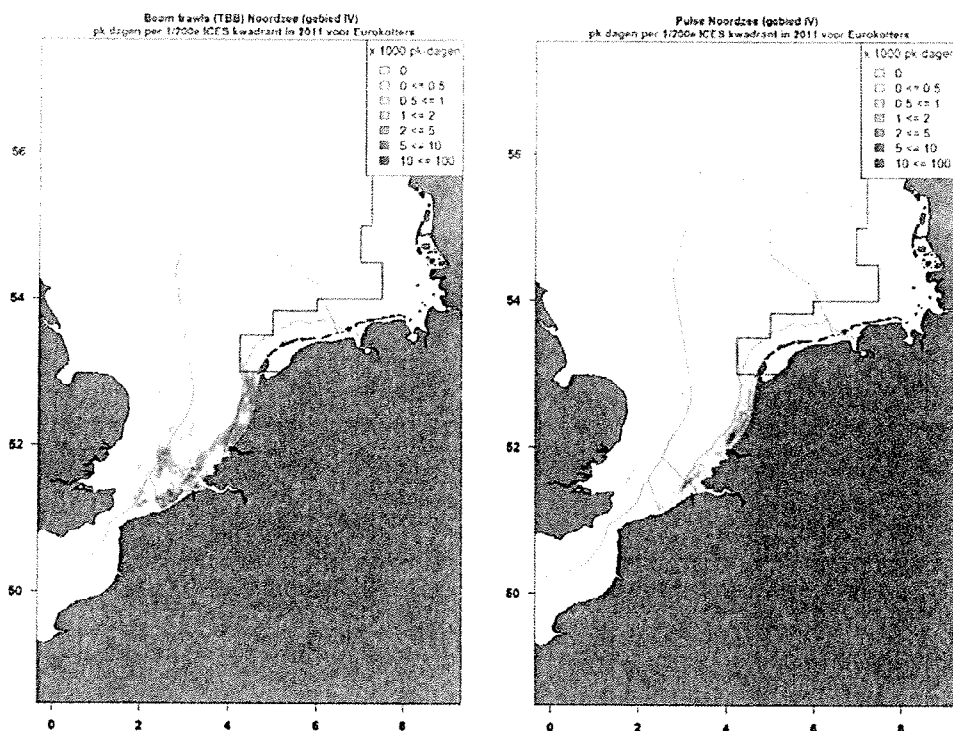 Beam trawls (TBB) Noordzee (gebied IV)
pk dagen per 1/200e ICES kwadrant in 2011 voor Eurokotters
x 1000 pk-dagen
0
0 <= 0.5
0.5 <= 1
1 <= 2
2 <= 5
5 <= 10
10 <= 100
56
54
52
50
0
2
4
6
8
Pulse Noordzee (gebied IV)
pk dagen per 1/200e ICES kwadrant in 2011 voor Eurokotters
x 1000 pk-dagen
0
0 <= 0.5
0.5 <= 1
1 <= 2
2 <= 5
5 <= 10
10 <= 100
56
54
52
50
0
2
4
6
8